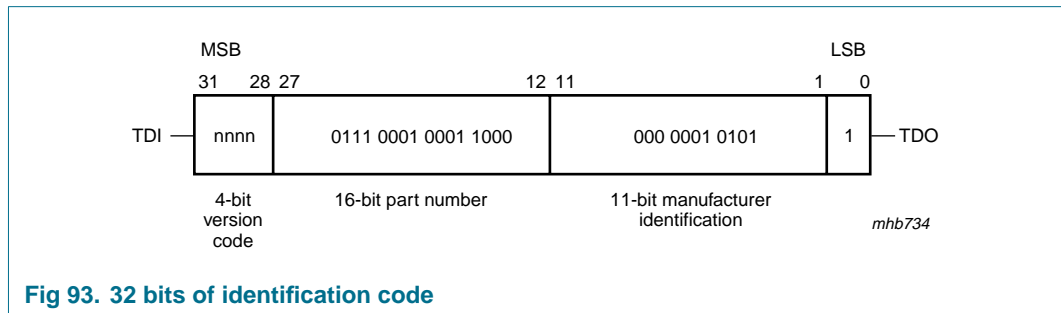 MSB LSB
31 28 27 12 11 1 0
TDI nnnn 0111 0001 0001 1000 000 0001 0101 1 TDO
4-bit 16-bit part number 11-bit manufacturer
version identification
code
mhb734
Fig 93. 32 bits of identification code